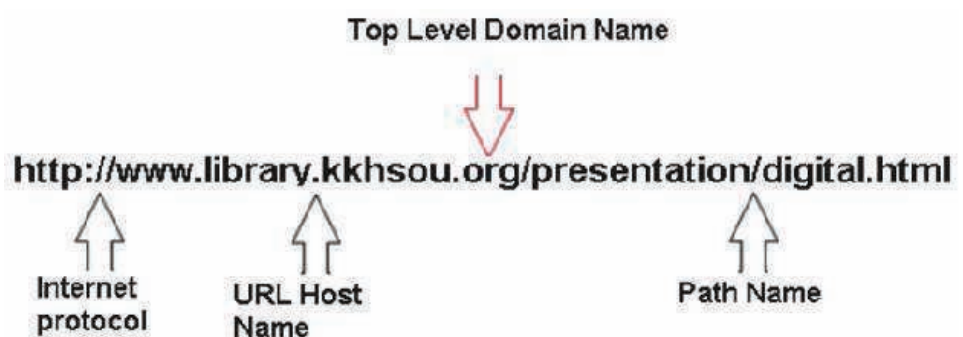 Top Level Domain Name
http://www.library.kkhsou.org/presentation/digital.html
Internet
protocol
URL Host
Name
Path Name